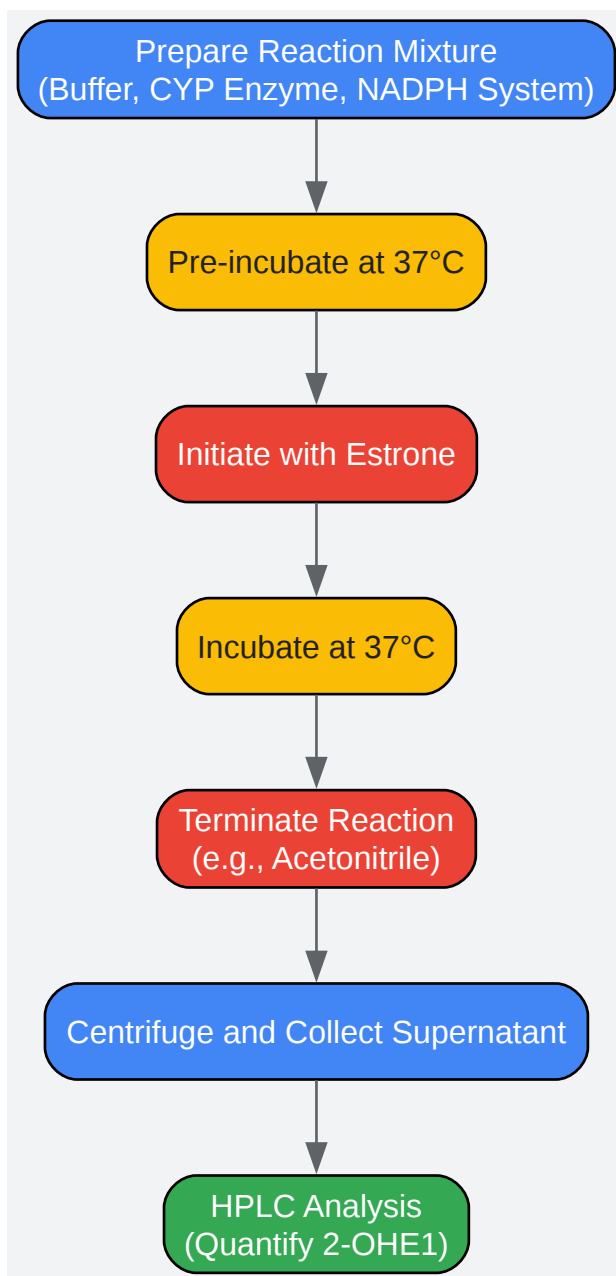 Prepare Reaction Mixture
(Buffer, CYP Enzyme, NADPH System)
Pre-incubate at 37°C
Initiate with Estrone
Incubate at 37°C
Terminate Reaction
(e.g., Acetonitrile)
Centrifuge and Collect Supernatant
HPLC Analysis
(Quantify 2-OHE1)